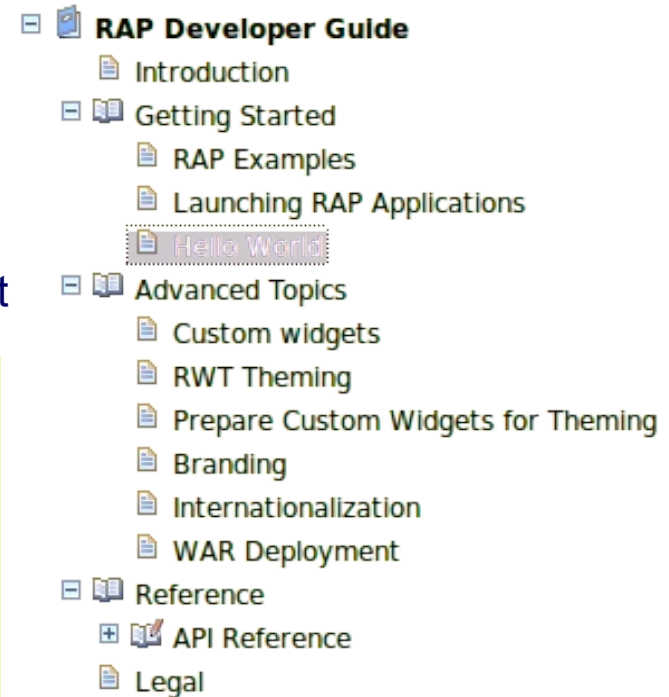 RAP Developer Guide
Introduction
Getting Started
RAP Examples
Launching RAP Applications
Hello World
t
Advanced Topics
Custom widgets
RWT Theming
Prepare Custom Widgets for Theming
Branding
Internationalization
WAR Deployment
Reference
API Reference
Legal